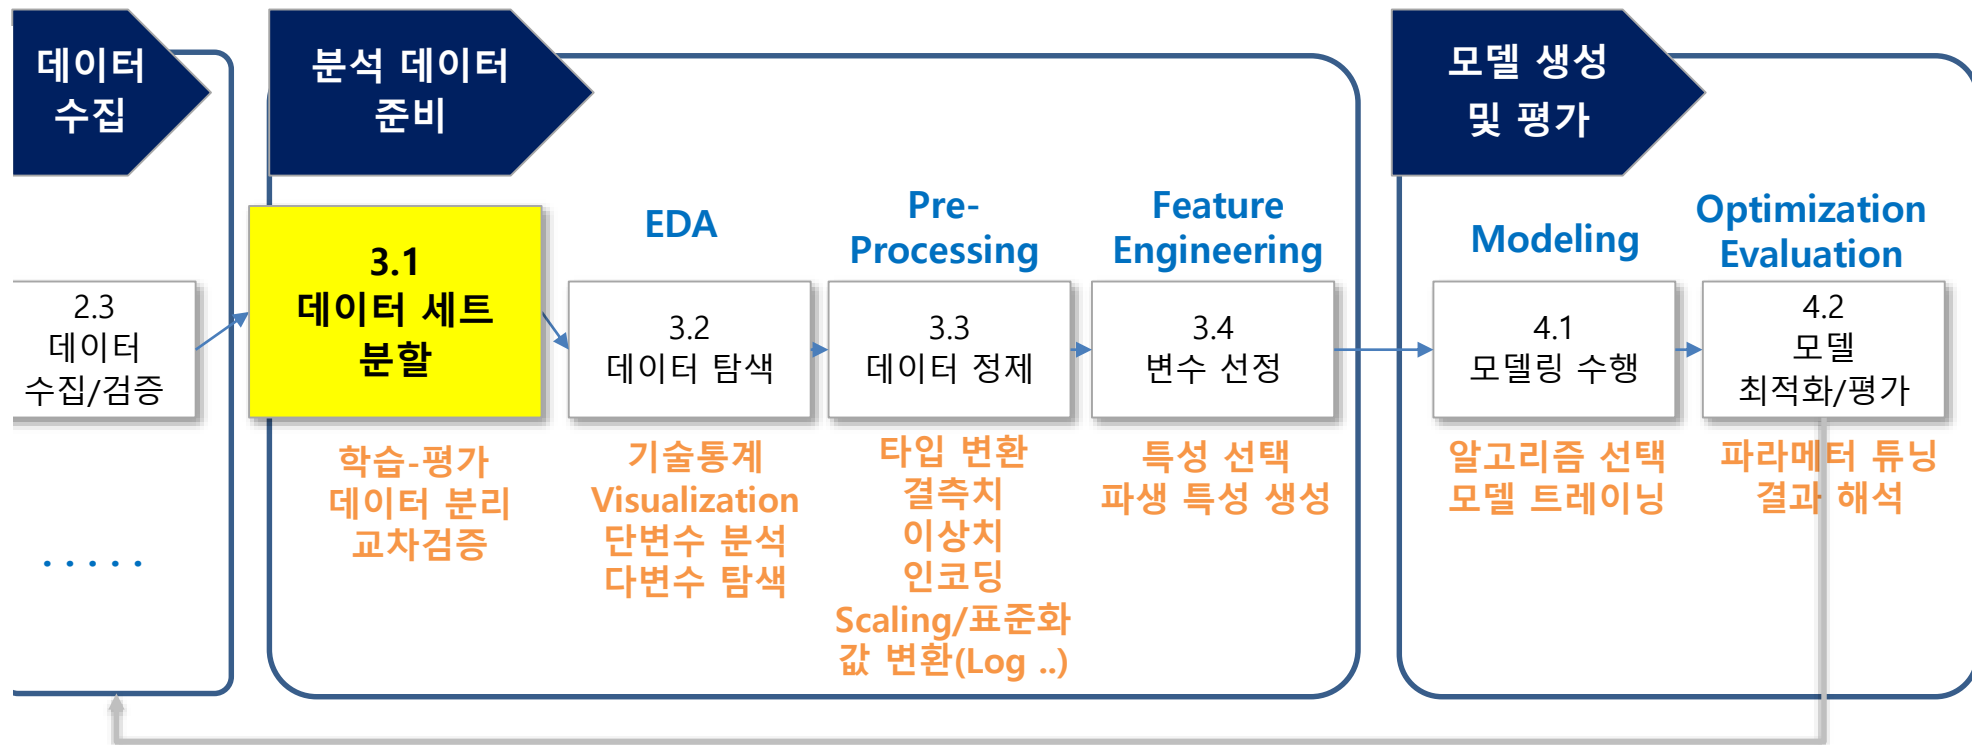 데이터
수집
분석 데이터
준비
모델 생성
및 평가
2.3
데이터
수집/검증
. . . . .
3.1
데이터 세트
분할
학습-평가
데이터 분리
교차검증
EDA
3.2
데이터 탐색
기술통계
Visualization
단변수 분석
다변수 탐색
Pre-
Processing
3.3
데이터 정제
타입 변환
결측치
이상치
인코딩
Scaling/표준화
값 변환(Log ..)
Feature
Engineering
3.4
변수 선정
특성 선택
파생 특성 생성
Modeling
4.1
모델링 수행
알고리즘 선택
모델 트레이닝
Optimization
Evaluation
4.2
모델
최적화/평가
파라메터 튜닝
결과 해석